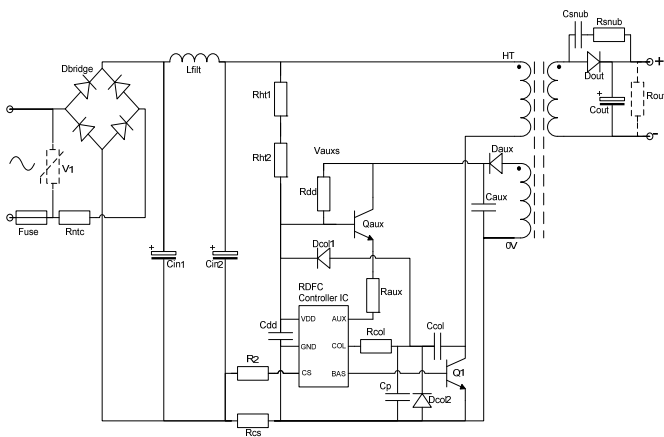 Csnub
Rsnub
HT
+
Dbridge
Lfilt
Dout
+
Cout
Rout
-
Rht1
V1
Rht2
Vauxs
Daux
Rdd
Caux
Qaux
Fuse
Rntc
0V
Dcol1
+
Cin1
+
Cin2
RDFC
Controller IC
Raux
VDD
AUX
Cdd
Rcol
Ccol
GND
COL
R2
CS
BAS
Q1
Cp
Dcol2
Rcs